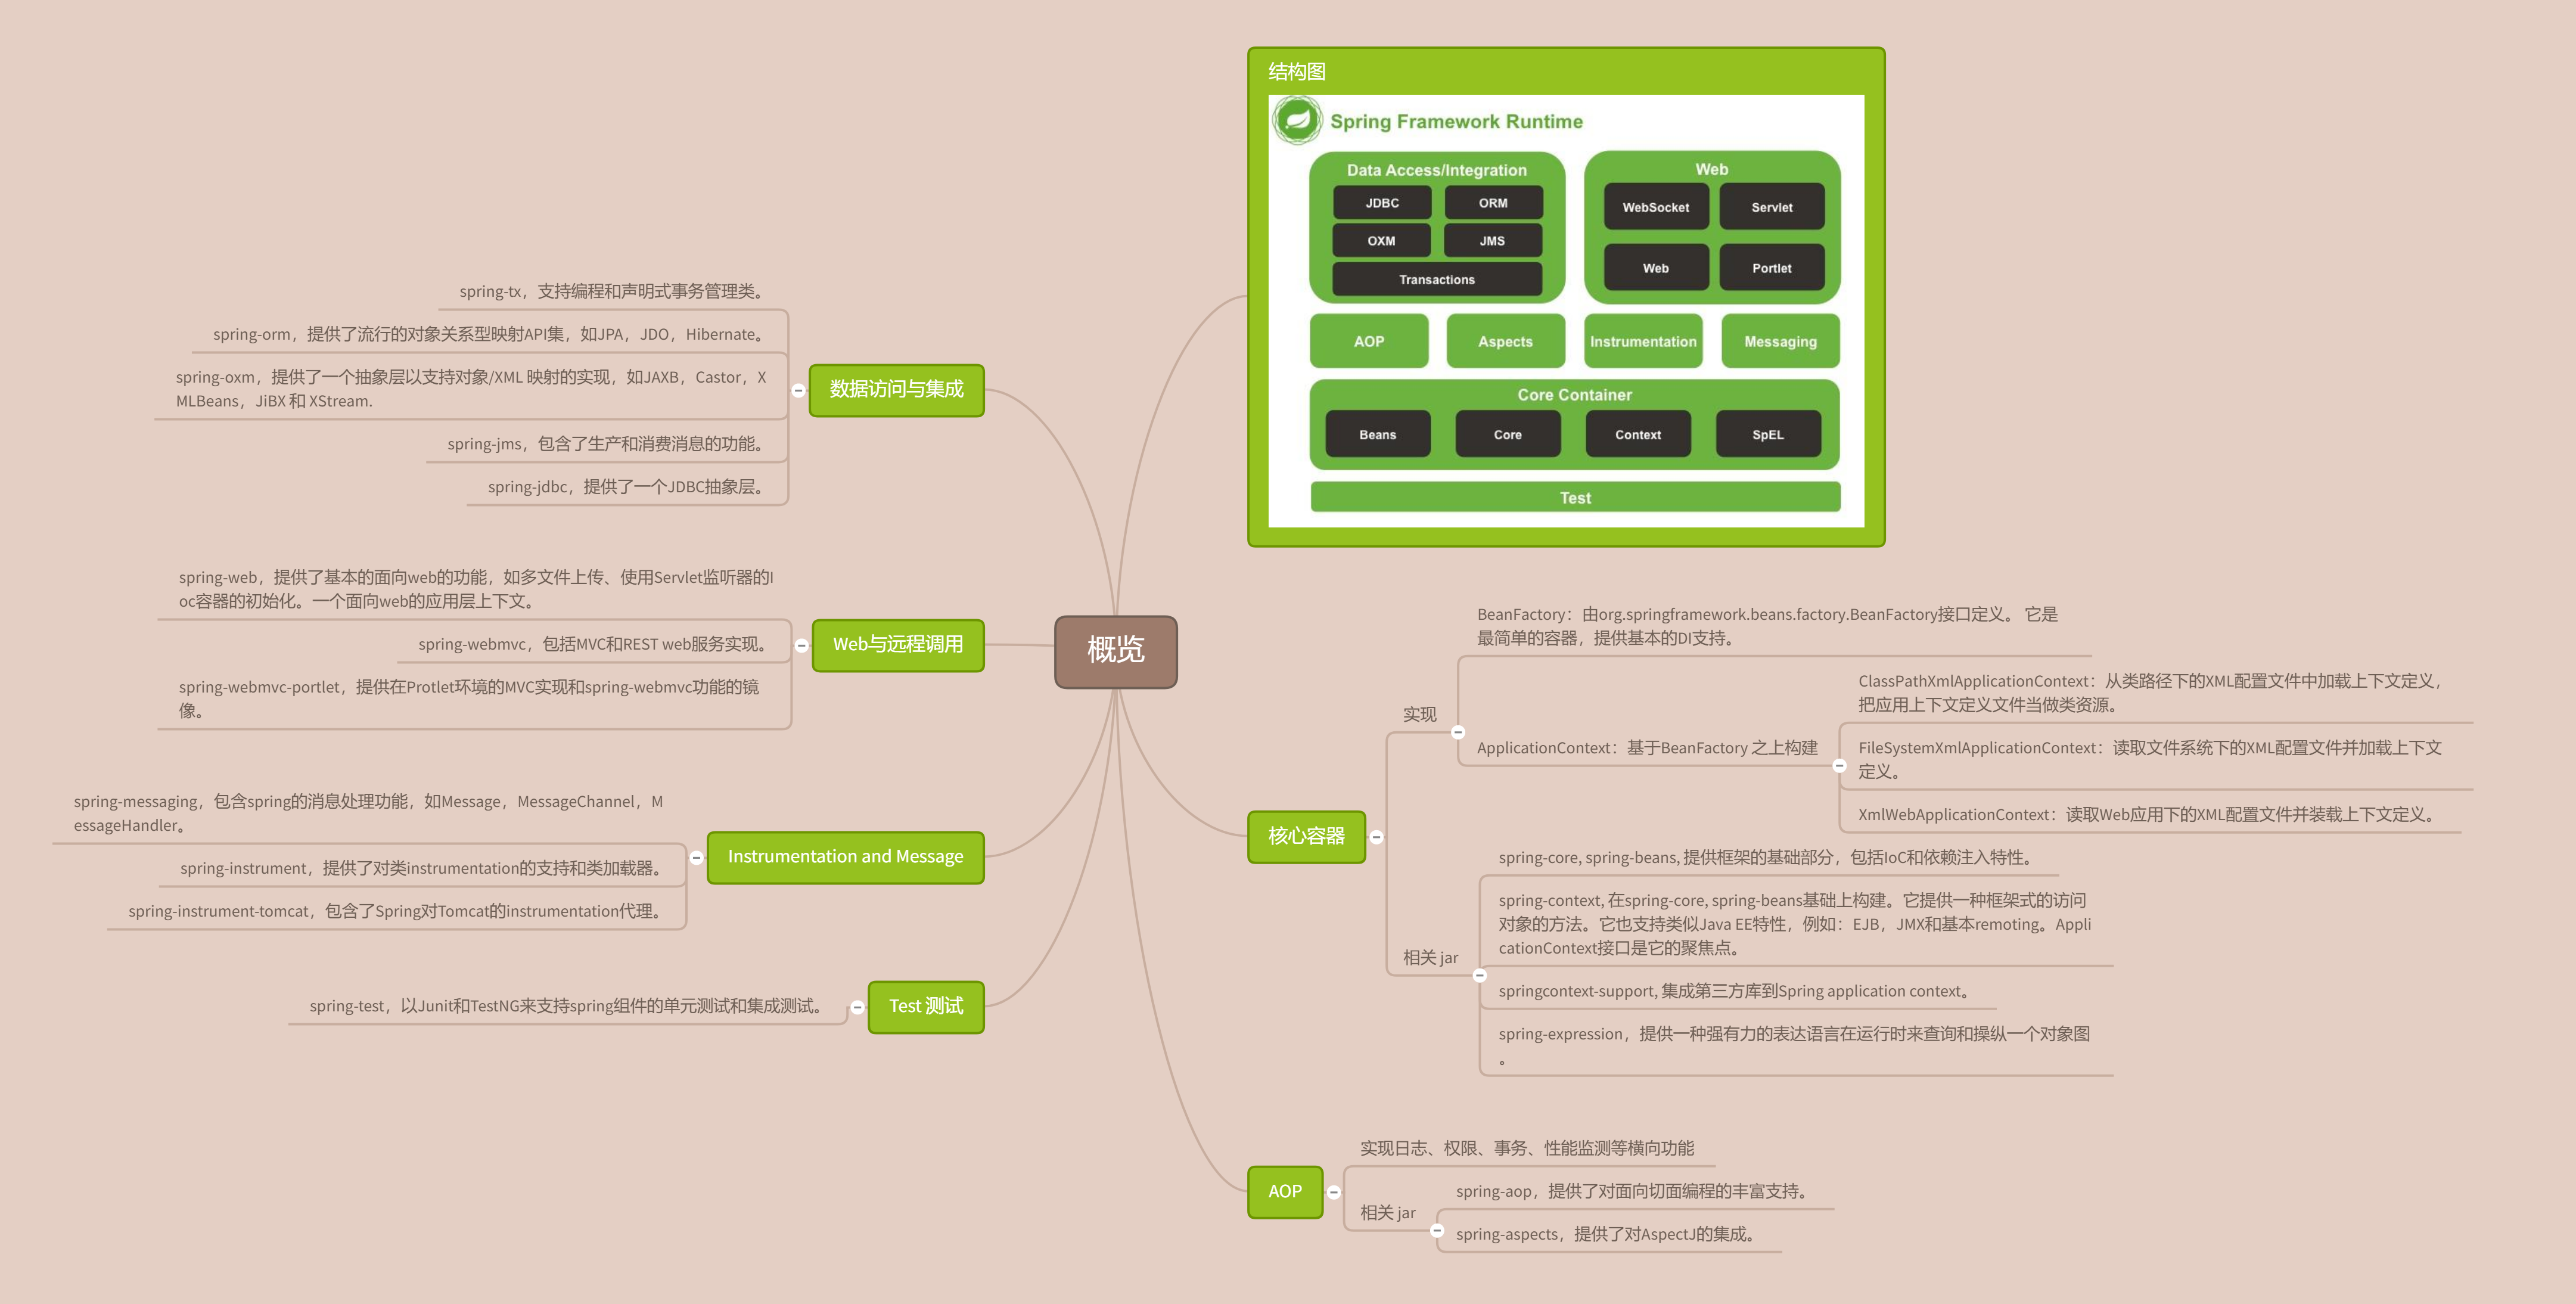 结构图
Spring Framework Runtime
Data Access/Integration
JDBC
ORM
OXM
JMS
Transactions
Web
WebSocket
Servlet
Web
Portlet
AOP
Aspects
Instrumentation
Messaging
Core Container
Beans
Core
Context
SpEL
Test
spring-tx，支持编程和声明式事务管理类。
spring-orm，提供了流行的对象关系型映射API集，如JPA，JDO，Hibernate。
spring-oxm，提供了一个抽象层以支持对象/XML 映射的实现，如JAXB，Castor，X
MLBeans，JiBX 和 XStream.
spring-jms，包含了生产和消费消息的功能。
spring-jdbc，提供了一个JDBC抽象层。
数据访问与集成
spring-web，提供了基本的面向web的功能，如多文件上传、使用Servlet监听器的I
oc容器的初始化。一个面向web的应用层上下文。
spring-webmvc，包括MVC和REST web服务实现。
spring-webmvc-portlet，提供在Protlet环境的MVC实现和spring-webmvc功能的镜
像。
Web与远程调用
概览
spring-messaging，包含spring的消息处理功能，如Message，MessageChannel，M
essageHandler。
spring-instrument，提供了对类instrumentation的支持和类加载器。
spring-instrument-tomcat，包含了Spring对Tomcat的instrumentation代理。
Instrumentation and Message
spring-test，以Junit和TestNG来支持spring组件的单元测试和集成测试。
Test 测试
核心容器
实现
BeanFactory：由org.springframework.beans.factory.BeanFactory接口定义。 它是
最简单的容器，提供基本的DI支持。
ApplicationContext：基于BeanFactory 之上构建
ClassPathXmlApplicationContext：从类路径下的XML配置文件中加载上下文定义，
把应用上下文定义文件当做类资源。
FileSystemXmlApplicationContext：读取文件系统下的XML配置文件并加载上下文
定义。
XmlWebApplicationContext：读取Web应用下的XML配置文件并装载上下文定义。
相关 jar
spring-core, spring-beans, 提供框架的基础部分，包括IoC和依赖注入特性。
spring-context, 在spring-core, spring-beans基础上构建。它提供一种框架式的访问
对象的方法。它也支持类似Java EE特性，例如：EJB，JMX和基本remoting。Appli
cationContext接口是它的聚焦点。
springcontext-support, 集成第三方库到Spring application context。
spring-expression，提供一种强有力的表达语言在运行时来查询和操纵一个对象图
。
AOP
实现日志、权限、事务、性能监测等横向功能
相关 jar
spring-aop，提供了对面向切面编程的丰富支持。
spring-aspects，提供了对AspectJ的集成。